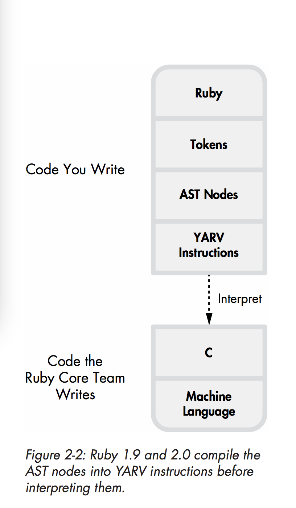 Ruby
Tokens
Code You Write
AST Nodes
YARV
Instructions
Interpret
C
Code the
Ruby Core Team
Writes
Machine
Language
Figure 2-2: Ruby 1.9 and 2.0 compile the
AST nodes into YARV instructions before
interpreting them.